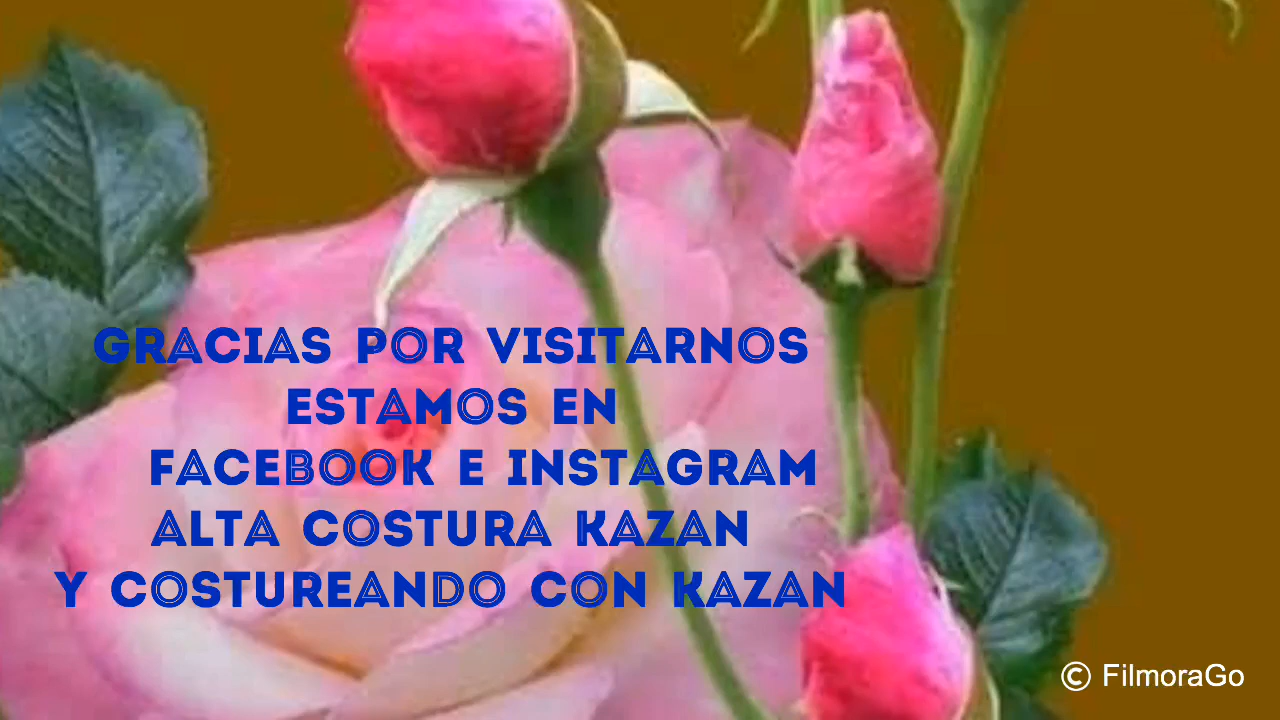 GRACIAS POR VISITARNOS
ESTAMOS EN
FACEBOOK E INSTAGRAM
ALTA COSTURA KAZAN
Y COSTUREANDO CON KAZAN
© FilmoraGo